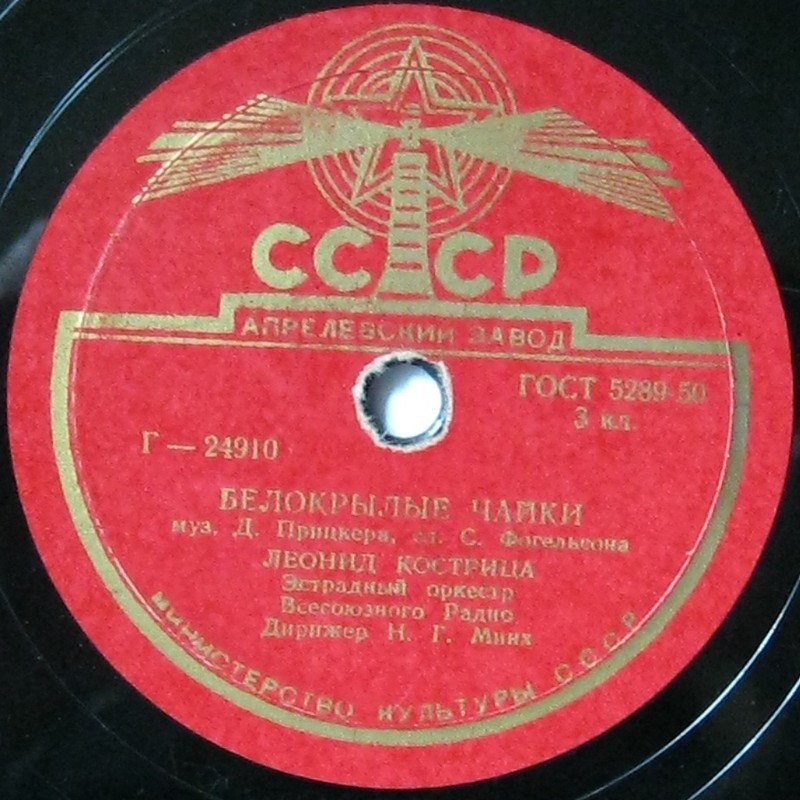 СССР
АПРЕЛЕВСКИЙ ЗАВОД
ГОСТ 5289-50
3 кл.
Г — 24910
БЕЛОКРЫЛЫЕ ЧАЙКИ
муз. Д. Прицкера, сл. С. Фогельсона
ЛЕОНИД КОСТРИЦА
Эстрадный оркестр
Всесоюзного Радио
Дирижер Н. Г. Минх
МИНИСТЕРСТВО КУЛЬТУРЫ СССР